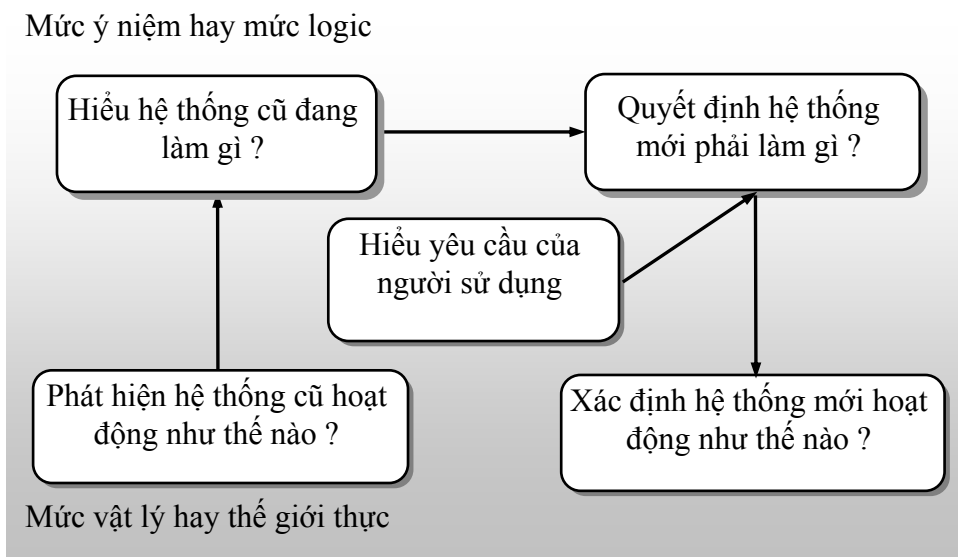 Mức ý niệm hay mức logic
Hiểu hệ thống cũ đang
làm gì ?
Quyết định hệ thống
mới phải làm gì ?
Hiểu yêu cầu của
người sử dụng
Phát hiện hệ thống cũ hoạt
động như thế nào ?
Xác định hệ thống mới hoạt
động như thế nào ?
Mức vật lý hay thế giới thực